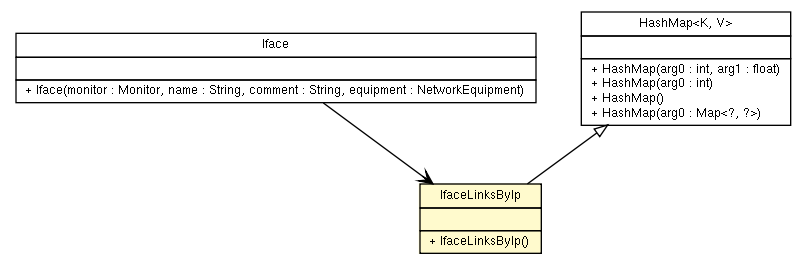 Iface
+ Iface(monitor : Monitor, name : String, comment : String, equipment : NetworkEquipment)
HashMap<K, V>
+ HashMap(arg0 : int, arg1 : float)
+ HashMap(arg0 : int)
+ HashMap()
+ HashMap(arg0 : Map<?, ?>)
IfaceLinksByIp
+ IfaceLinksByIp()